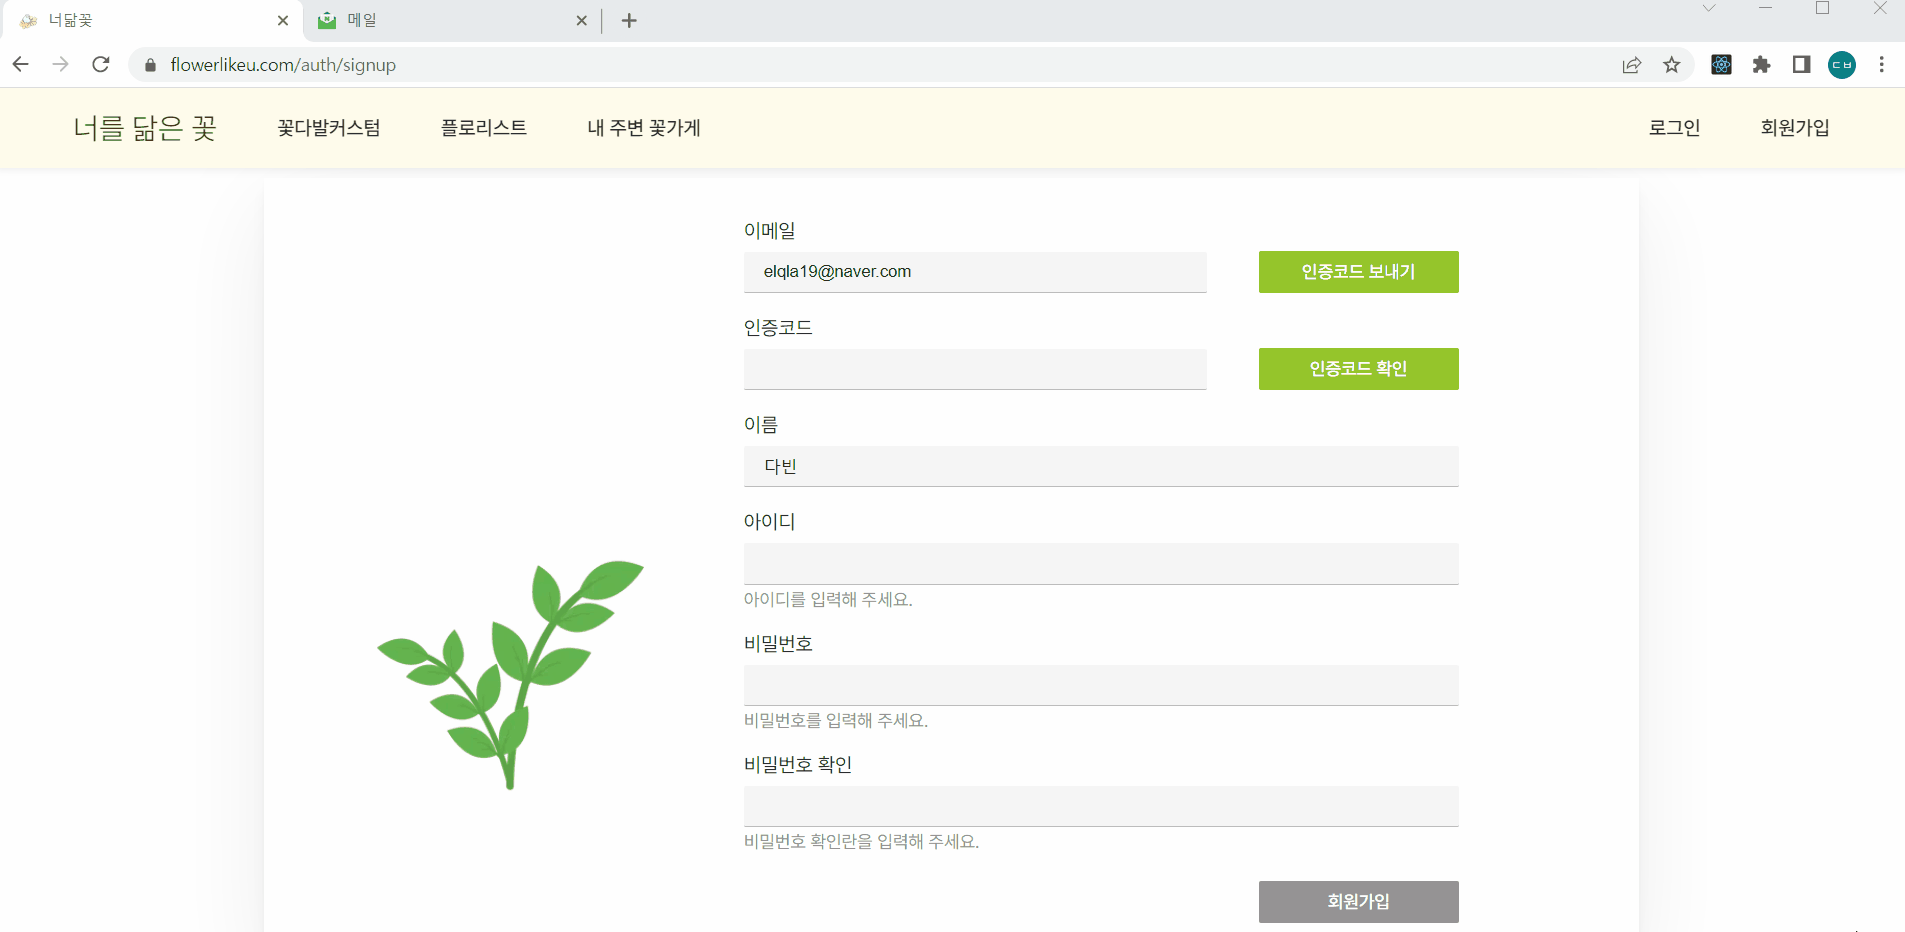 너닮꽃
메일
flowerlikeu.com/auth/signup
ㄷㅂ
너를 닮은 꽃
꽃다발커스텀
플로리스트
내 주변 꽃가게
로그인
회원가입
이메일
elqla19@naver.com
인증코드 보내기
인증코드
인증코드 확인
이름
다빈
아이디
아이디를 입력해 주세요.
비밀번호
비밀번호를 입력해 주세요.
비밀번호 확인
비밀번호 확인란을 입력해 주세요.
회원가입